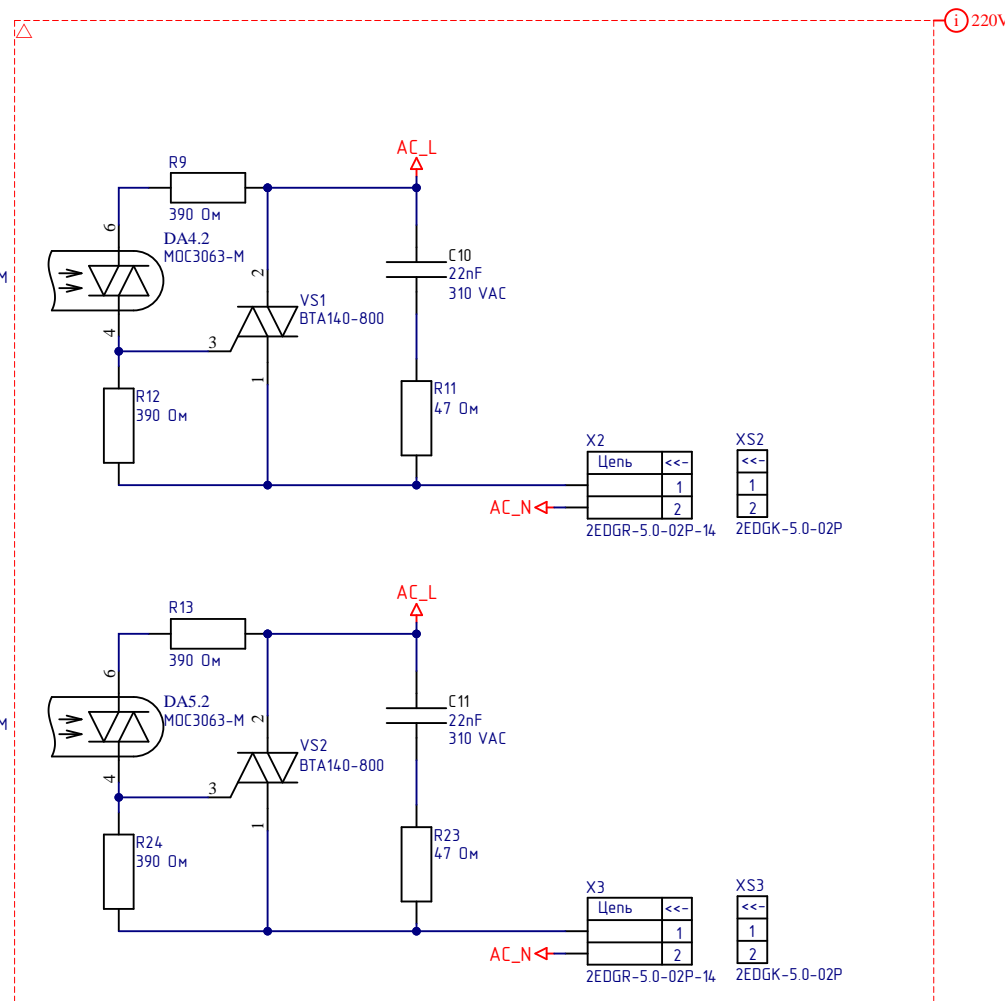 i 220V
AC_L
R9
390 Ом
6
DA4.2
MOC3063-M
M
4
2
VS1
BTA140-800
3
1
C10
22nF
310 VAC
R12
390 Ом
R11
47 Ом
X2
Цепь <<-
1
2
AC_N
2EDGR-5.0-02P-14
XS2
<<-
1
2
2EDGK-5.0-02P
AC_L
R13
390 Ом
6
DA5.2
MOC3063-M
M
4
2
VS2
BTA140-800
3
1
C11
22nF
310 VAC
R24
390 Ом
R23
47 Ом
X3
Цепь <<-
1
2
AC_N
2EDGR-5.0-02P-14
XS3
<<-
1
2
2EDGK-5.0-02P